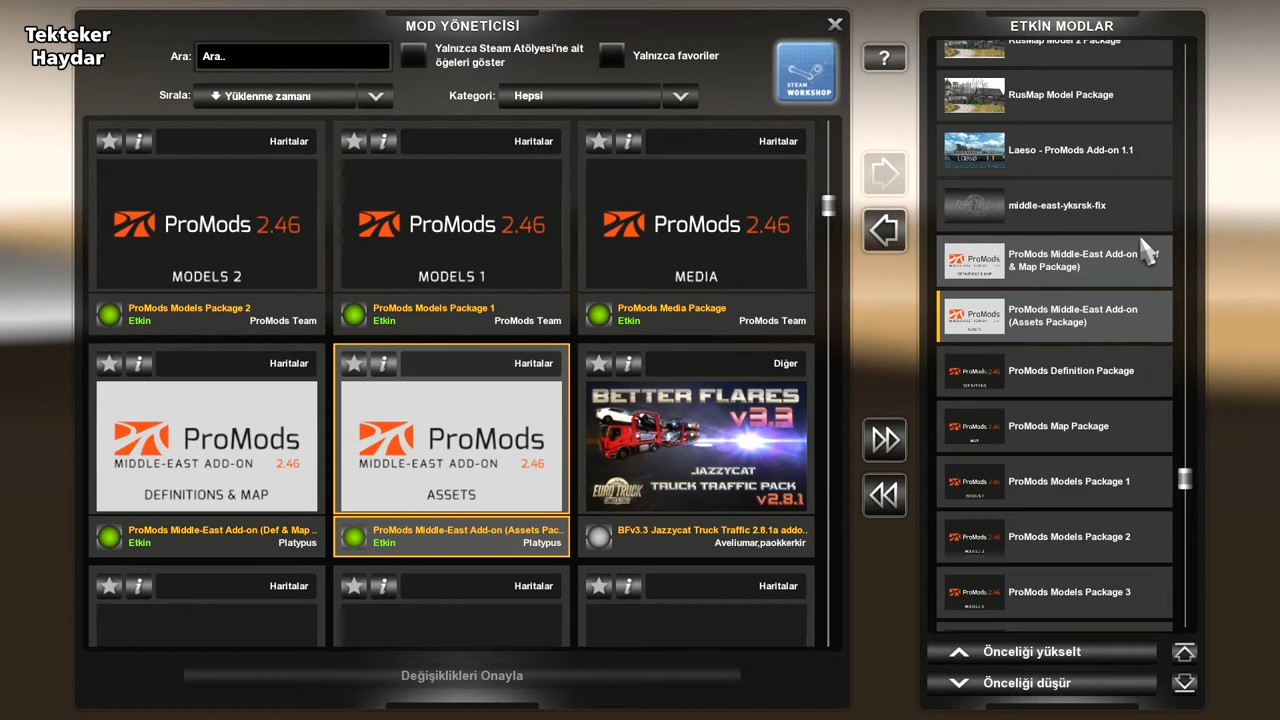 Tekteker
Haydar
MOD YÖNETİCİSİ
Ara:
Ara..
Yalnızca Steam Atölyesi'ne ait
öğeleri göster
Yalnızca favoriler
STEAM
WORKSHOP
Sırala:
Yüklenme zamanı
Kategori:
Hepsi
Haritalar
Haritalar
Haritalar
ProMods 2.46
MODELS 2
ProMods 2.46
MODELS 1
ProMods 2.46
MEDIA
ProMods Models Package 2
Etkin
ProMods Team
ProMods Models Package 1
Etkin
ProMods Team
ProMods Media Package
Etkin
ProMods Team
Haritalar
Haritalar
Diğer
ProMods
MIDDLE-EAST ADD-ON 2.46
DEFINITIONS & MAP
ProMods
MIDDLE-EAST ADD-ON 2.46
ASSETS
BETTER FLARES
v3.3
JAZZYCAT
TRUCK TRAFFIC PACK
EURO TRUCK
v2.8.1
ProMods Middle-East Add-on (Def & Map ..
Etkin
Platypus
ProMods Middle-East Add-on (Assets Pac..
Etkin
Platypus
BFv3.3 Jazzycat Truck Traffic 2.8.1a addo..
Aveliumar,paokkerkir
Haritalar
Haritalar
Haritalar
Değişiklikleri Onayla
?
ETKİN MODLAR
RusMap Model 2 Package
RusMap Model Package
Laeso - ProMods Add-on 1.1
middle-east-yksrsk-fix
ProMods Middle-East Add-on
& Map Package)
ProMods Middle-East Add-on
(Assets Package)
ProMods Definition Package
ProMods Map Package
ProMods Models Package 1
ProMods Models Package 2
ProMods Models Package 3
Önceliği yükselt
Önceliği düşür